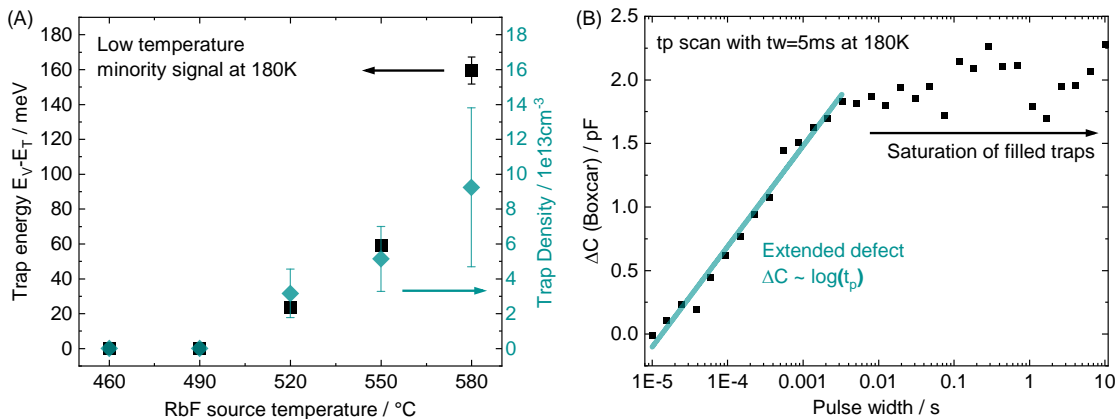 (A)
Low temperature
minority signal at 180K
180
160
140
120
100
80
60
40
20
0
Trap energy E_V-E_T / meV
18
16
14
12
10
8
6
4
2
0
Trap Density / 1e13cm^-3
460
490
520
550
580
RbF source temperature / °C
(B)
tp scan with tw=5ms at 180K
2.5
2.0
1.5
1.0
0.5
0.0
ΔC (Boxcar) / pF
Saturation of filled traps
Extended defect
ΔC ~ log(t_p)
1E-5
1E-4
0.001
0.01
0.1
1
10
Pulse width / s